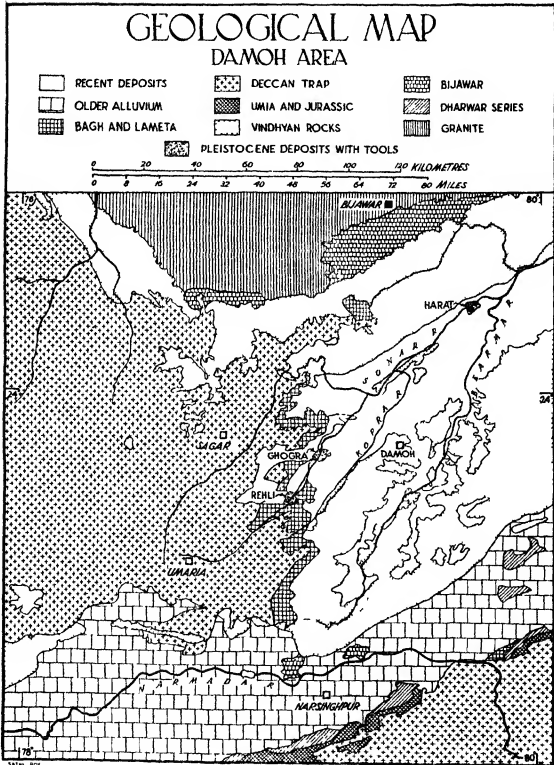 GEOLOGICAL MAP
DAMOH AREA
RECENT DEPOSITS
DECCAN TRAP
BIJAWAR
OLDER ALLUVIUM
UMIA AND JURASSIC
DHARWAR SERIES
BAGH AND LAMETA
VINDHYAN ROCKS
GRANITE
PLEISTOCENE DEPOSITS WITH TOOLS
0 20 40 60 80 100 120 KILOMETRES
0 8 16 24 32 40 48 56 64 72 80 MILES
78°
BIJAWAR
80°
HARAT
SONAR R
24
24
SAGAR
KOPRA R
GHOGRA
DAMOH
REHLI
UMARIA
NARMADA R
NARSINGHPUR
78°
80°